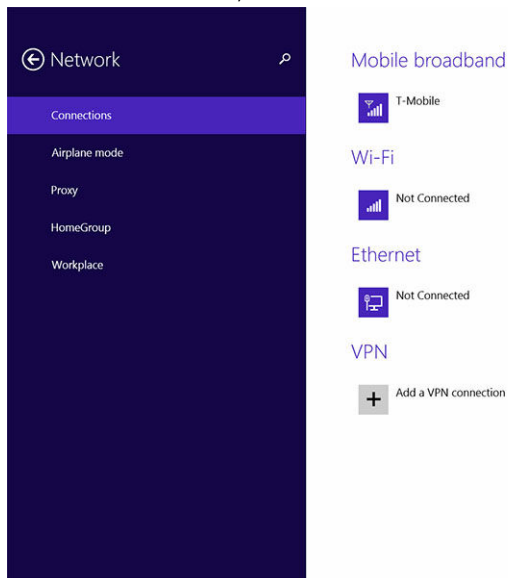 Network
Connections
Airplane mode
Proxy
HomeGroup
Workplace
Mobile broadband
T-Mobile
Wi-Fi
Not Connected
Ethernet
Not Connected
VPN
Add a VPN connection